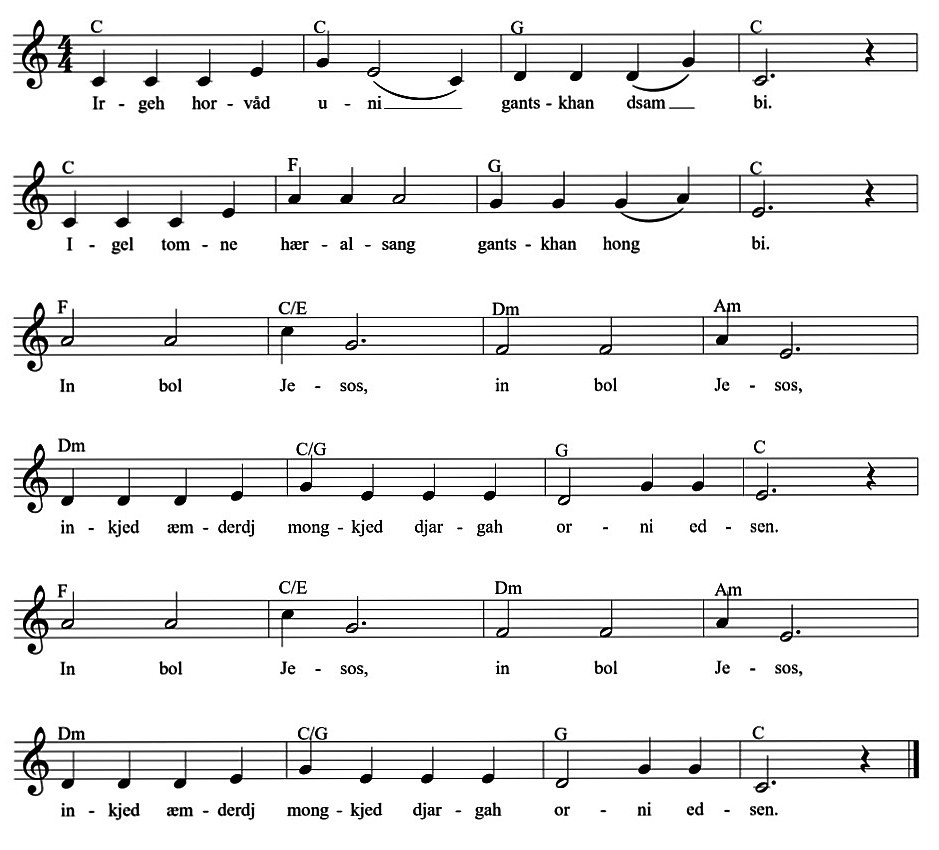 C C G C
Ir - geh hor - våd u - ni gants - khan dsam bi.
C F G C
I - gel tom - ne hær - al - sang gants - khan hong bi.
F C/E Dm Am
In bol Je - sos, in bol Je - sos,
Dm C/G G C
in - kjed æm - derdj mong - kjed djar - gah or - ni ed - sen.
F C/E Dm Am
In bol Je - sos, in bol Je - sos,
Dm C/G G C
in - kjed æm - derdj mong - kjed djar - gah or - ni ed - sen.